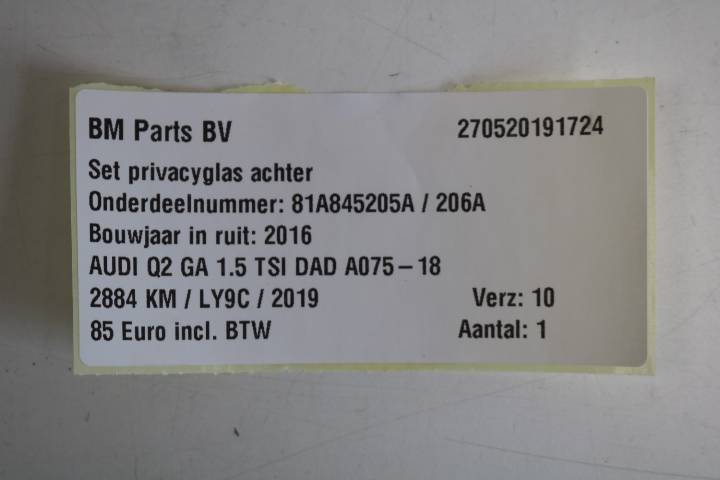 BM Parts BV 270520191724
Set privacyglas achter
Onderdeelnummer: 81A845205A / 206A
Bouwjaar in ruit: 2016
AUDI Q2 GA 1.5 TSI DAD A075-18
2884 KM / LY9C / 2019 Verz: 10
85 Euro incl. BTW Aantal: 1